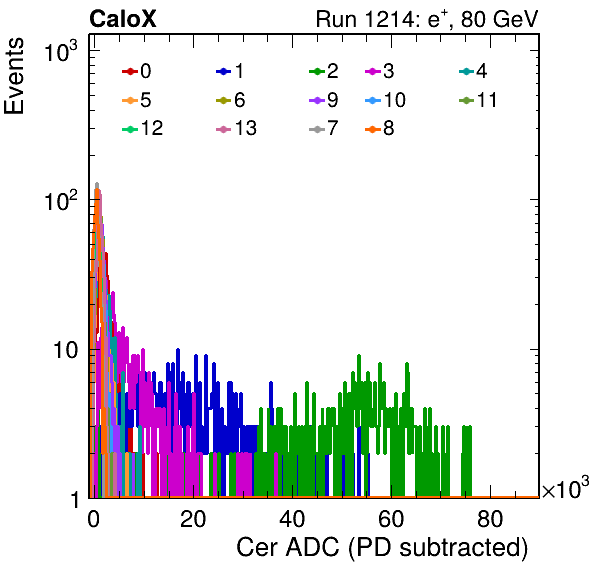 CaloX Run 1214: e+, 80 GeV
Events
10³
10²
10
1
0 1 2 3 4
5 6 9 10 11
12 13 7 8
0 20 40 60 80 ×10³
Cer ADC (PD subtracted)